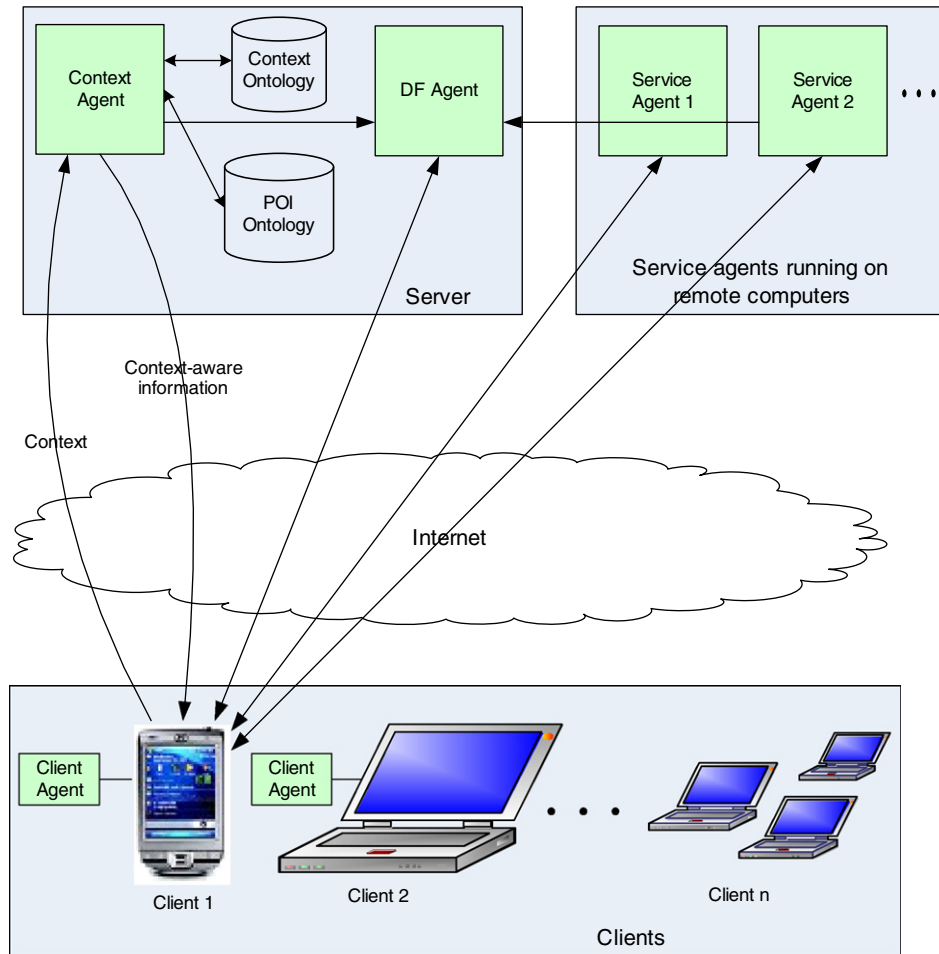 Context
Agent
Context
Ontology
DF Agent
POI
Ontology
Server
Service
Agent 1
Service
Agent 2
Service agents running on
remote computers
Context-aware
information
Context
Internet
Client
Agent
Client 1
Client
Agent
Client 2
Client n
Clients